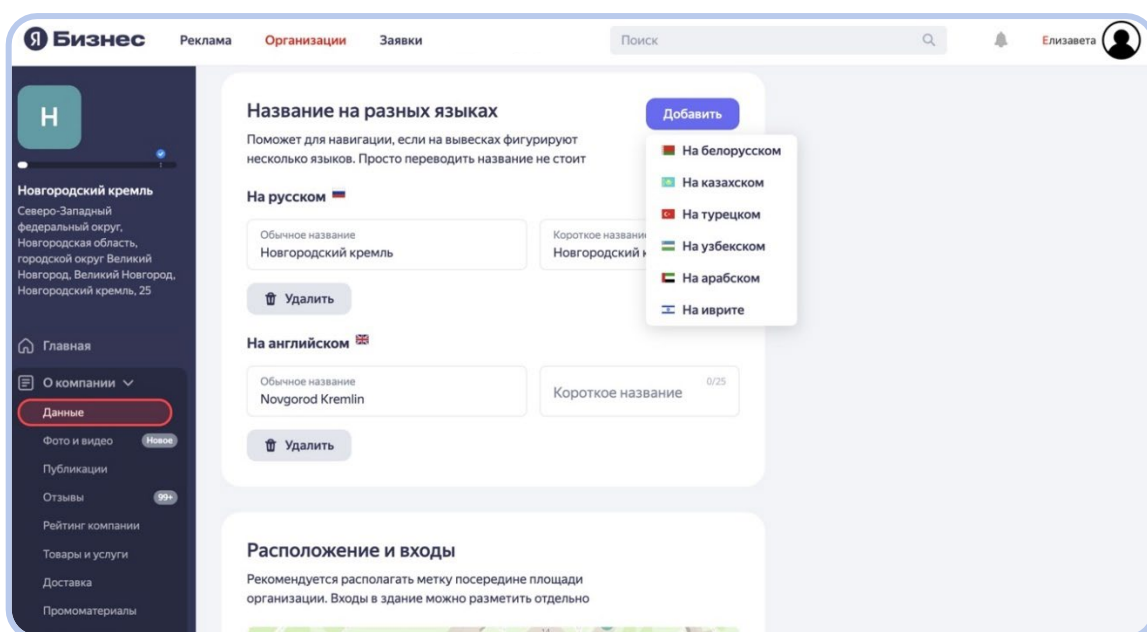 Я Бизнес
Реклама
Организации
Заявки
Поиск
Елизавета
Н
Новгородский кремль
Северо-Западный
федеральный округ,
Новгородская область,
городской округ Великий
Новгород, Великий Новгород,
Новгородский кремль, 25
Главная
О компании
Данные
Фото и видео
Новое
Публикации
Отзывы
99+
Рейтинг компании
Товары и услуги
Доставка
Промоматериалы
Название на разных языках
Добавить
Поможет для навигации, если на вывесках фигурируют
несколько языков. Просто переводить название не стоит
На белорусском
На казахском
На турецком
На узбекском
На арабском
На иврите
На русском
Обычное название
Новгородский кремль
Короткое названи
Новгородский к
Удалить
На английском
Обычное название
Novgorod Kremlin
Короткое название
0/25
Удалить
Расположение и входы
Рекомендуется располагать метку посередине площади
организации. Входы в здание можно разметить отдельно